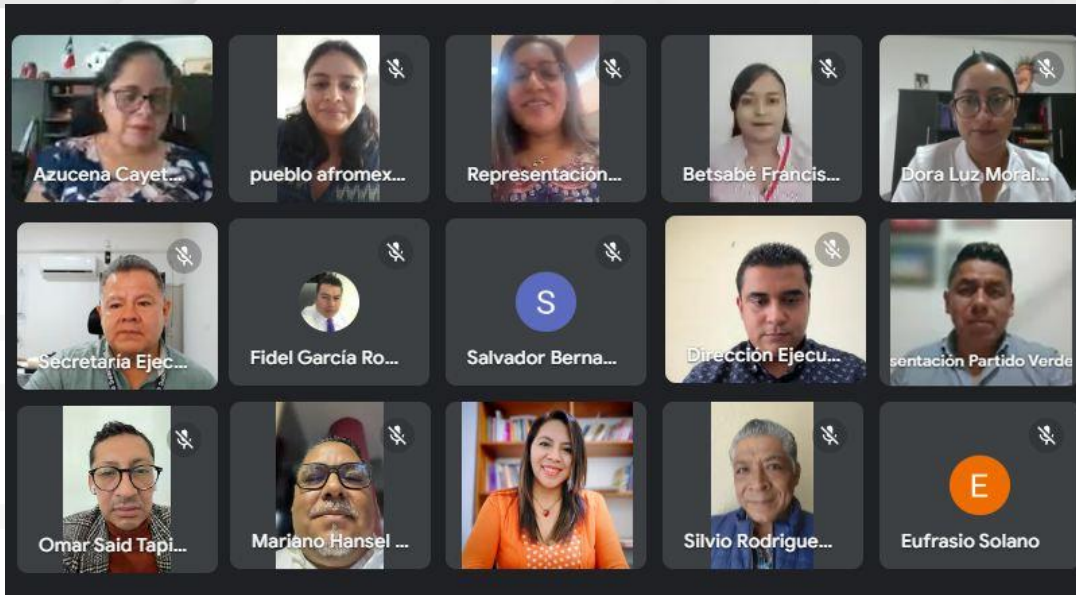 Azucena Cayet...
pueblo afromex...
Representación...
Betsabé Francis...
Dora Luz Moral...
Secretaría Ejec...
Fidel García Ro...
S
Salvador Berna...
Dirección Ejecu...
sentación Partido Verde
Omar Said Tapi...
Mariano Hansel ...
Silvio Rodrigue...
E
Eufrasio Solano